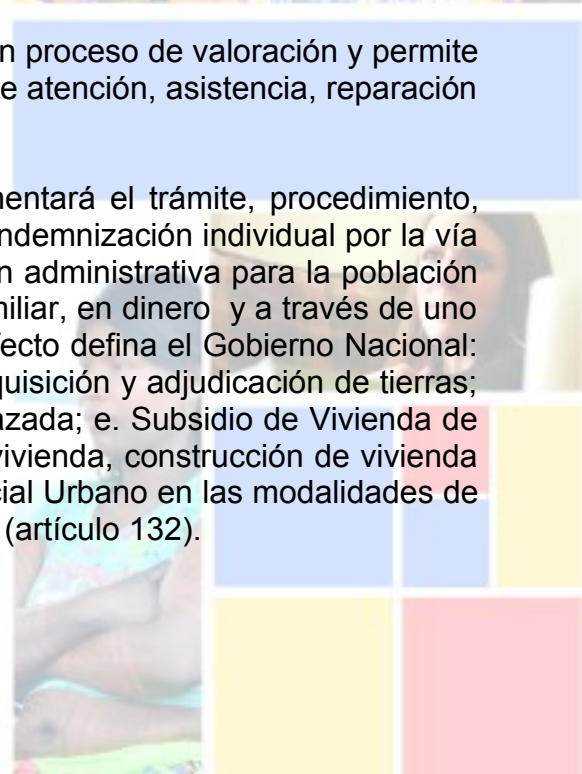 n proceso de valoración y permite
e atención, asistencia, reparación
nentará el trámite, procedimiento,
ndemnización individual por la vía
n administrativa para la población
niliar, en dinero y a través de uno
ecto defina el Gobierno Nacional:
quisición y adjudicación de tierras;
azada; e. Subsidio de Vivienda de
vivienda, construcción de vivienda
cial Urbano en las modalidades de
(artículo 132).